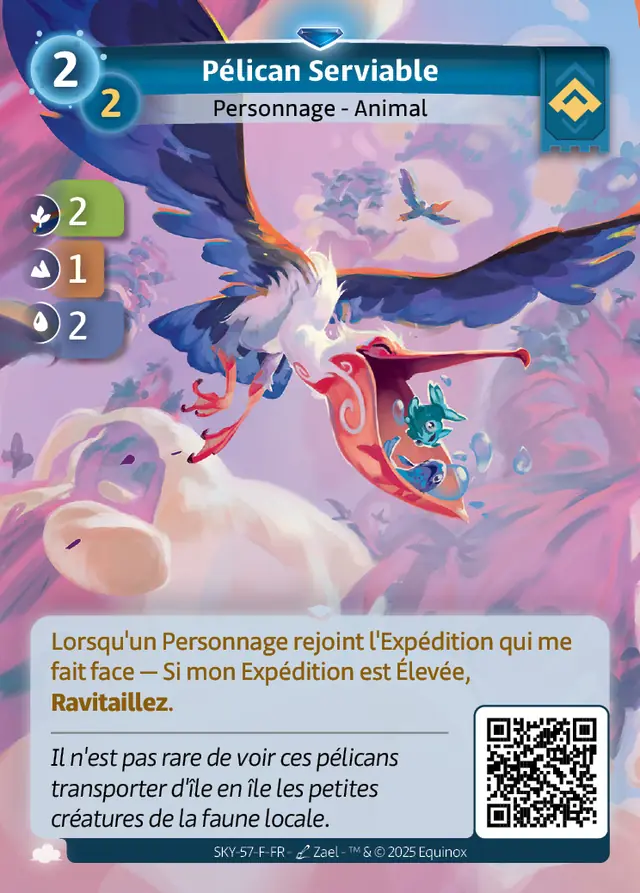 2
Pélican Serviable
2
Personnage - Animal
2
1
2
Lorsqu'un Personnage rejoint l'Expédition qui me
fait face — Si mon Expédition est Élevée,
Ravitaillez.
Il n'est pas rare de voir ces pélicans
transporter d'île en île les petites
créatures de la faune locale.
SKY-57-F-FR - Zael - ™ & © 2025 Equinox